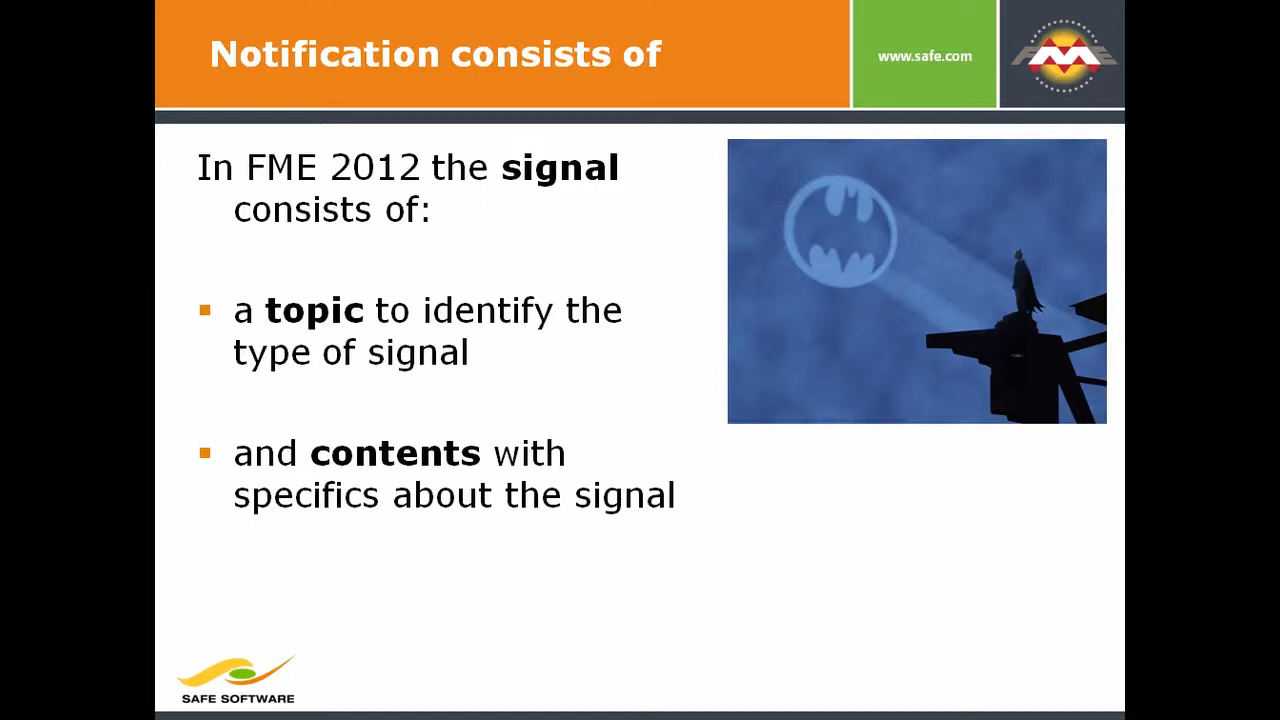 Notification consists of
www.safe.com
FME
In FME 2012 the signal
consists of:
a topic to identify the
type of signal
and contents with
specifics about the signal
SAFE SOFTWARE